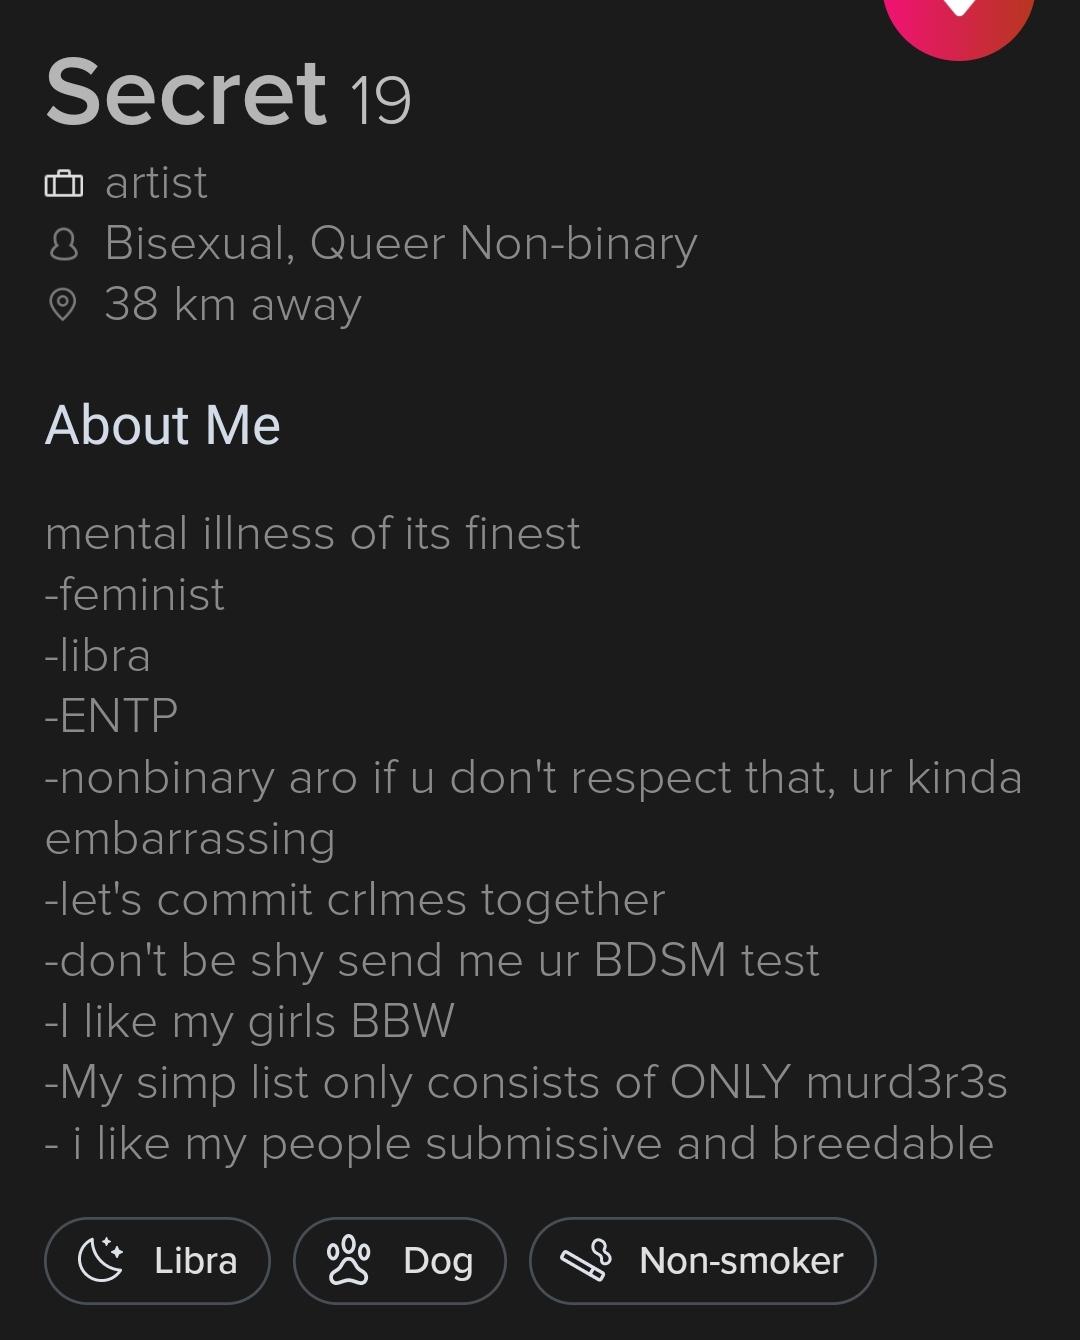 Secret 19
artist
Bisexual, Queer Non-binary
38 km away
About Me
mental illness of its finest
-feminist
-libra
-ENTP
-nonbinary aro if u don't respect that, ur kinda
embarrassing
-let's commit crlmes together
-don't be shy send me ur BDSM test
-I like my girls BBW
-My simp list only consists of ONLY murd3r3s
- i like my people submissive and breedable
Libra Dog Non-smoker